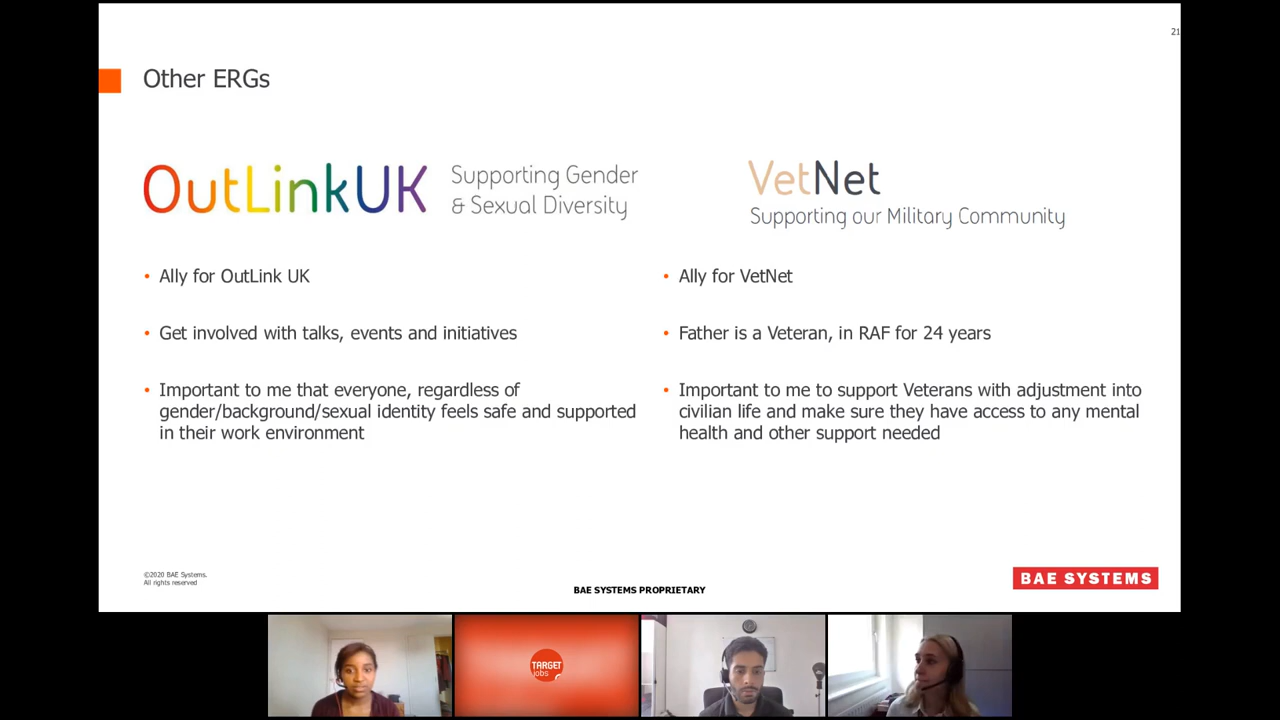 21
Other ERGs
OutLinkUK
Supporting Gender
& Sexual Diversity
• Ally for OutLink UK
• Get involved with talks, events and initiatives
• Important to me that everyone, regardless of
gender/background/sexual identity feels safe and supported
in their work environment
VetNet
Supporting our Military Community
• Ally for VetNet
• Father is a Veteran, in RAF for 24 years
• Important to me to support Veterans with adjustment into
civilian life and make sure they have access to any mental
health and other support needed
©2020 BAE Systems.
All rights reserved
BAE SYSTEMS PROPRIETARY
BAE SYSTEMS
TARGET
jobs